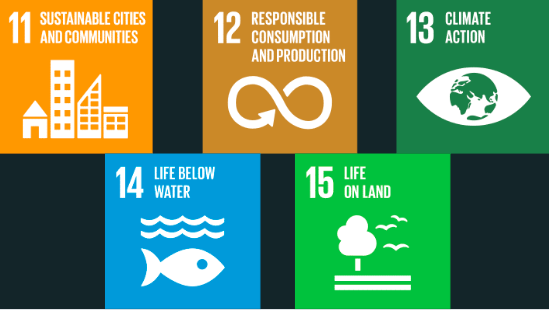 11 SUSTAINABLE CITIES
AND COMMUNITIES
12 RESPONSIBLE
CONSUMPTION
AND PRODUCTION
13 CLIMATE
ACTION
14 LIFE BELOW
WATER
15 LIFE
ON LAND